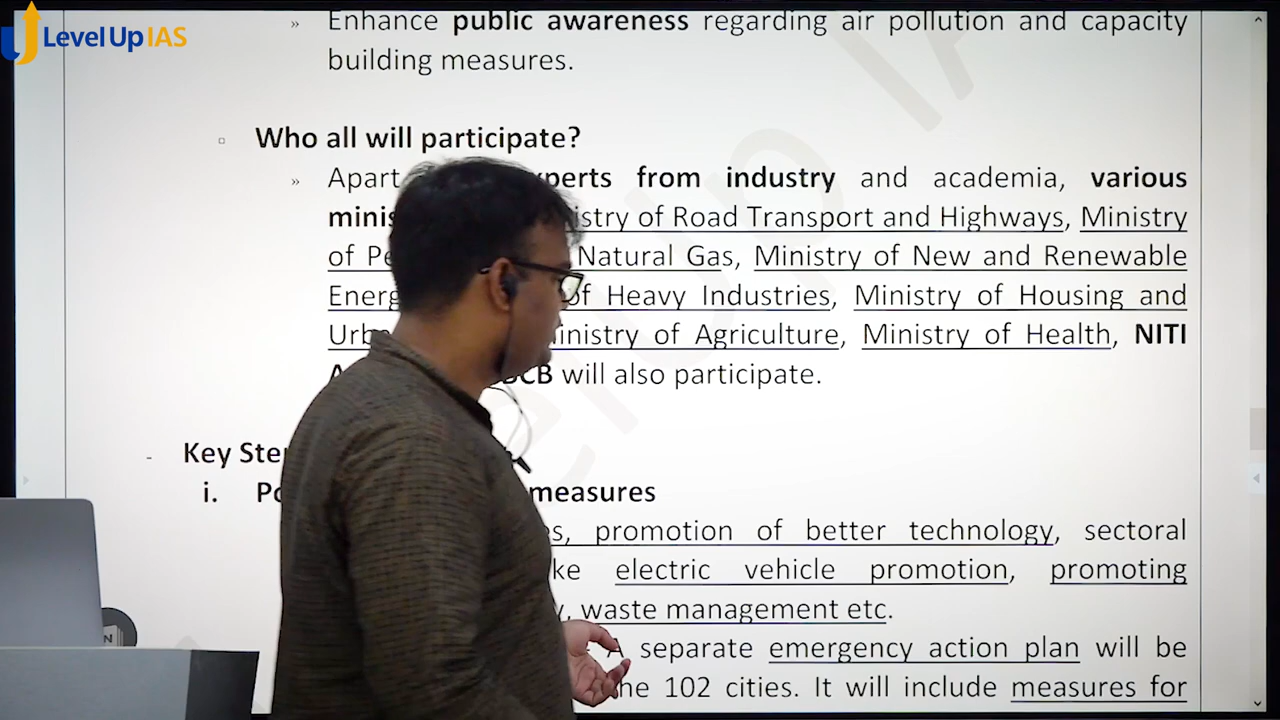 Level Up IAS
» Enhance public awareness regarding air pollution and capacity
building measures.
Who all will participate?
» Apart experts from industry and academia, various
minis istry of Road Transport and Highways, Ministry
of Pe Natural Gas, Ministry of New and Renewable
Energ of Heavy Industries, Ministry of Housing and
Urb inistry of Agriculture, Ministry of Health, NITI
will also participate.
- Key Ste
i. Po measures
promotion of better technology, sectoral
electric vehicle promotion, promoting
waste management etc.
A separate emergency action plan will be
102 cities. It will include measures for